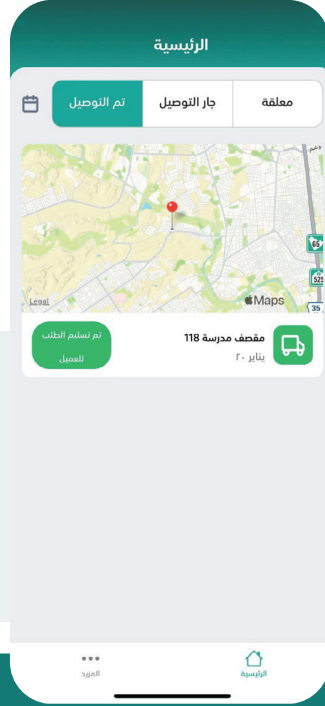 الرئيسية
معلقة
جار التوصيل
تم التوصيل
65
525
35
Legal
Maps
مقصف مدرسة 118
يناير ٢٠
تم تسليم الطلب
للعميل
الرئيسية
المزيد